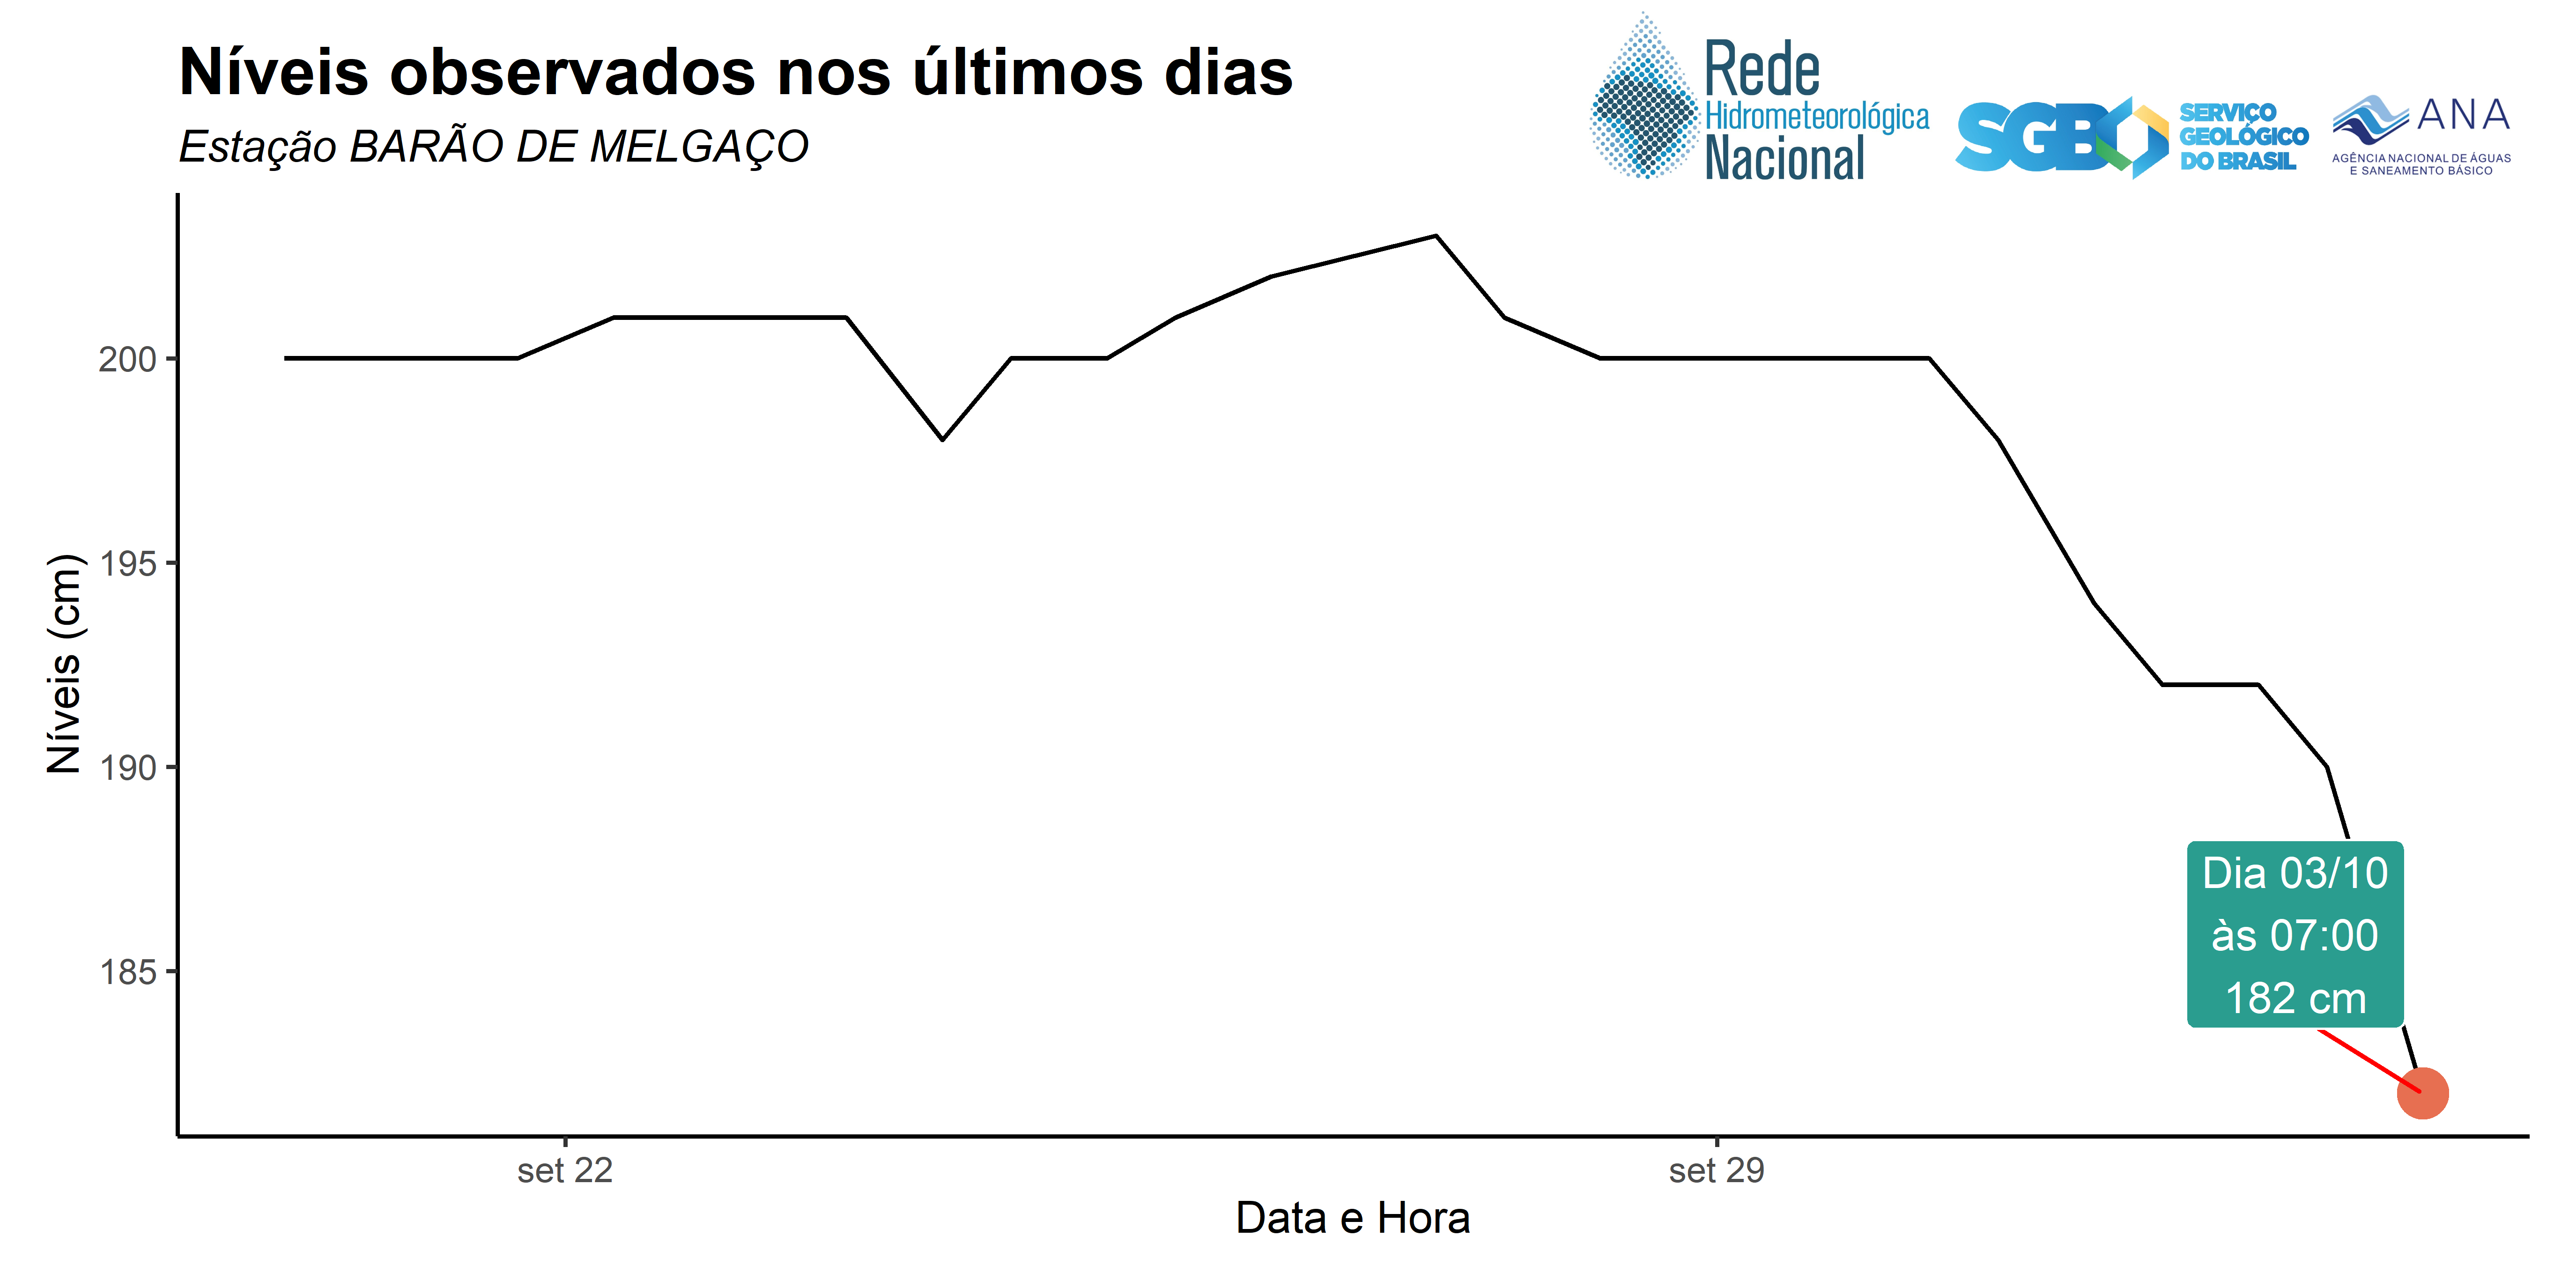 Níveis observados nos últimos dias
Estação BARÃO DE MELGAÇO
Rede
Hidrometeorológica
Nacional
SGB
SERVIÇO
GEOLÓGICO
DO BRASIL
ANA
AGÊNCIA NACIONAL DE ÁGUAS
E SANEAMENTO BÁSICO
Níveis (cm)
200
195
190
185
Dia 03/10
às 07:00
182 cm
set 22
set 29
Data e Hora